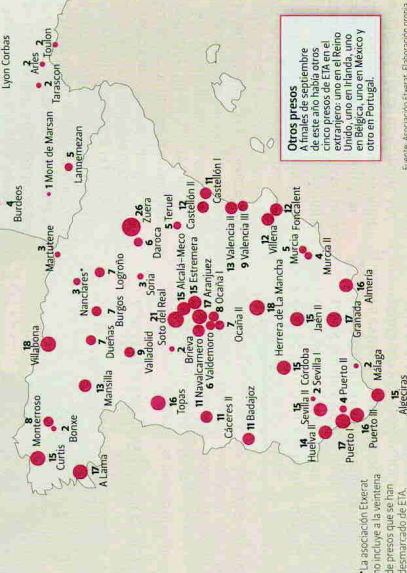 Lyon Corbas
4
Burdeos
2
Arles
2
Toulon
2
Tarascon
1 Mont de Marsan
5
Lannemezan
3
Martutene
18
Villabona
8
Monterroso
15
Curtis
2
Bonxe
17
A Lama
13
Mansilla
3
Nanclares*
7
Dueñas
7
Burgos
7
Logroño
3
Soria
9
Valladolid
26
Zuera
6
Daroca
5 Teruel
16
Topas
2
Brieva
21
Soto del Real
15 Alcalá-Meco
15 Estremera
11 Navalcarnero
17 Aranjuez
6 Valdemoro
8 Ocaña I
7
Ocaña II
12
Castellón II
11
Castellón I
11
Cáceres II
11 Badajoz
13 Valencia II
9 Valencia III
18
Herrera de La Mancha
12
Villena
12
Foncalent
5
Murcia
4
Murcia II
15 Córdoba
15
Jaén II
17
Granada
16
Almería
14
Huelva II
15
Sevilla II
2 Sevilla I
17
Puerto I
4 Puerto II
16
Puerto III
2
Málaga
15
Algeciras
Otros presos
A finales de septiembre
de este año había otros
cinco presos de ETA en el
extranjero: uno en el Reino
Unido, uno en Irlanda, uno
en Bélgica, uno en México y
otro en Portugal.
*La asociación Etxerat
no incluye a la veintena
de presos que se han
desmarcado de ETA.
Fuente: Asociación Etxerat. Elaboración propia